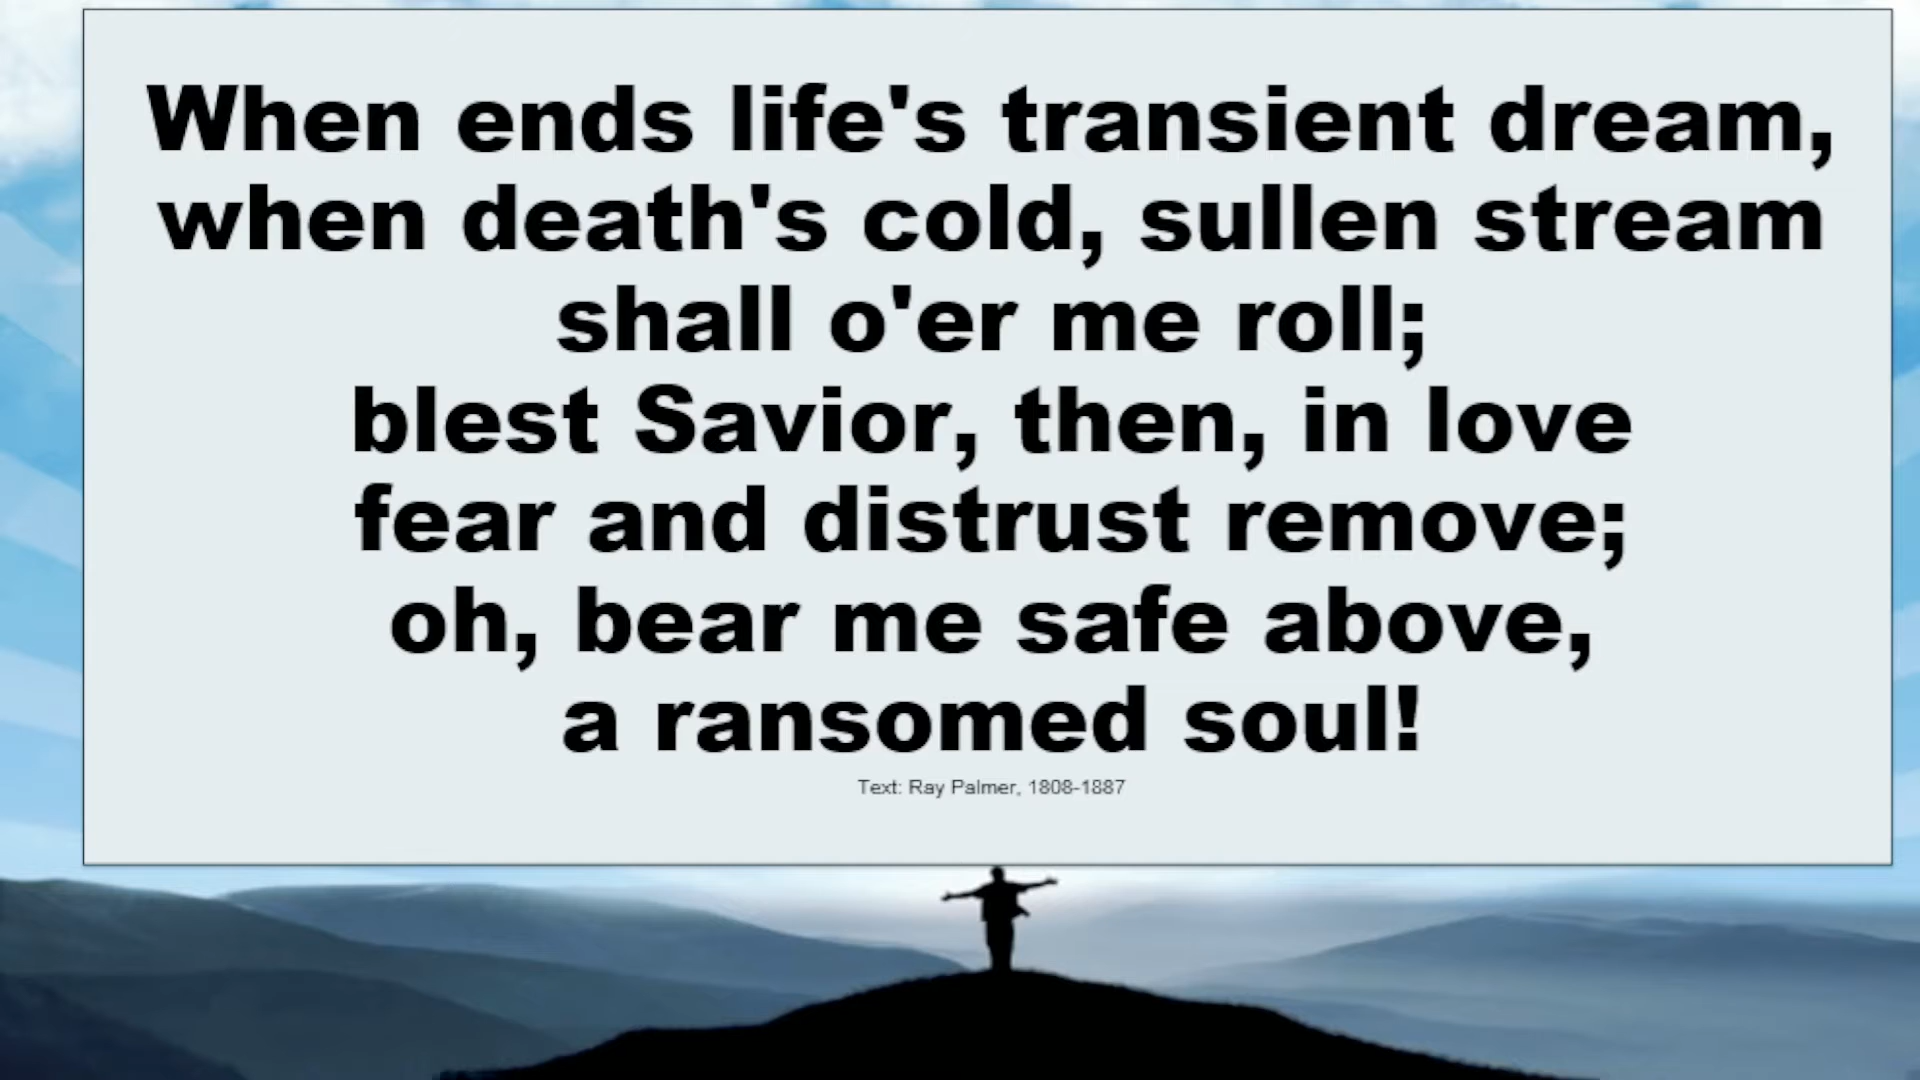 When ends life's transient dream,
when death's cold, sullen stream
shall o'er me roll;
blest Savior, then, in love
fear and distrust remove;
oh, bear me safe above,
a ransomed soul!
Text: Ray Palmer, 1808-1887